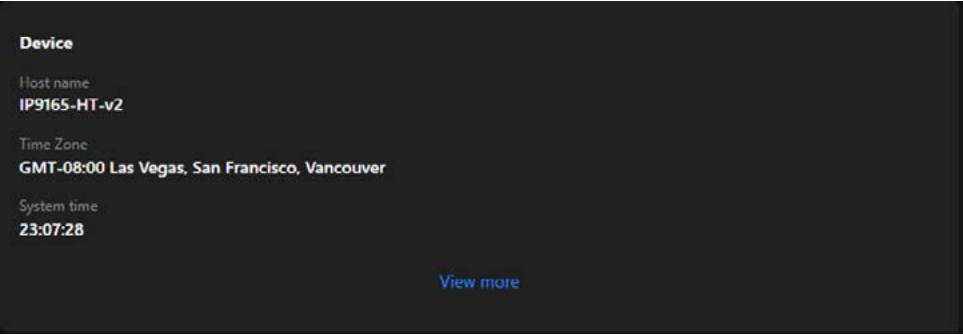 Device
Host name
IP9165-HT-v2
Time Zone
GMT-08:00 Las Vegas, San Francisco, Vancouver
System time
23:07:28
View more